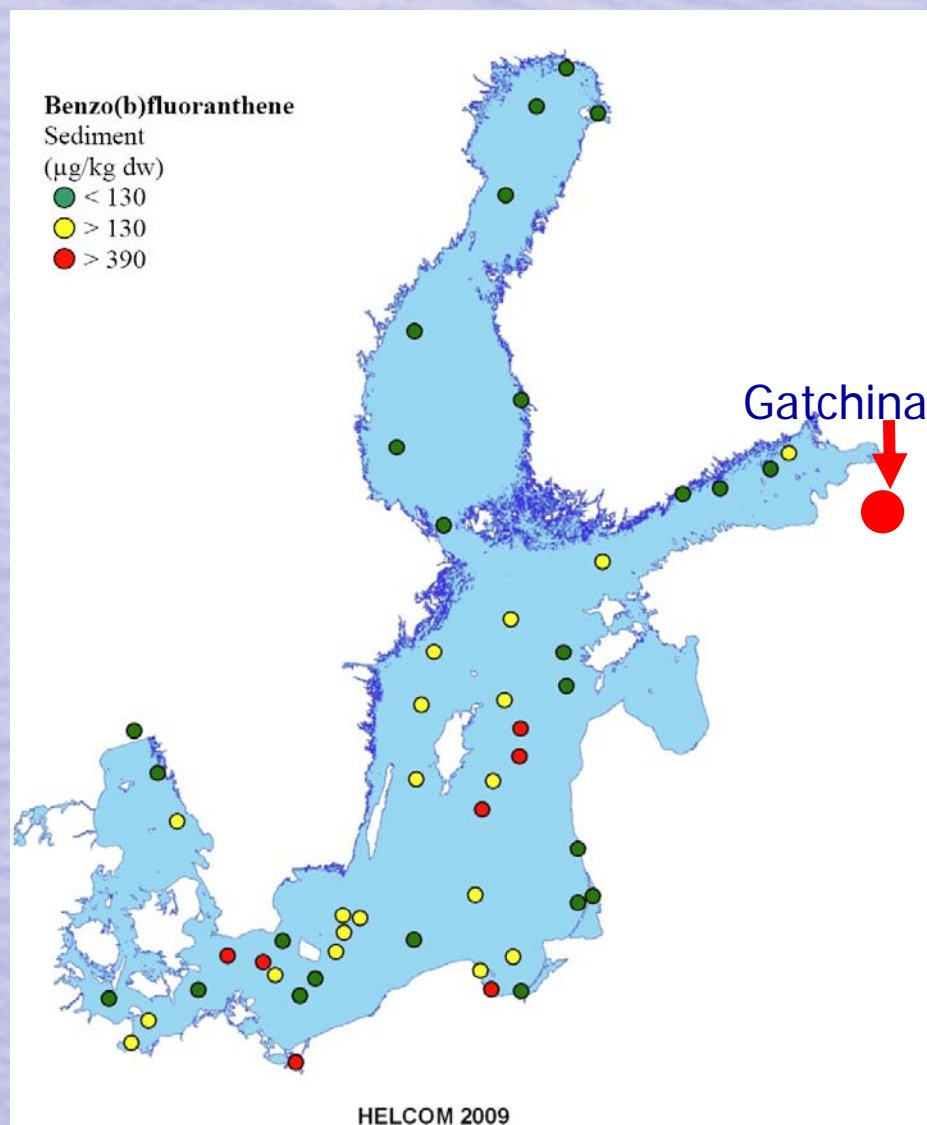 Benzo(b)fluoranthene
Sediment
(µg/kg dw)
< 130
> 130
> 390
Gatchina
HELCOM 2009